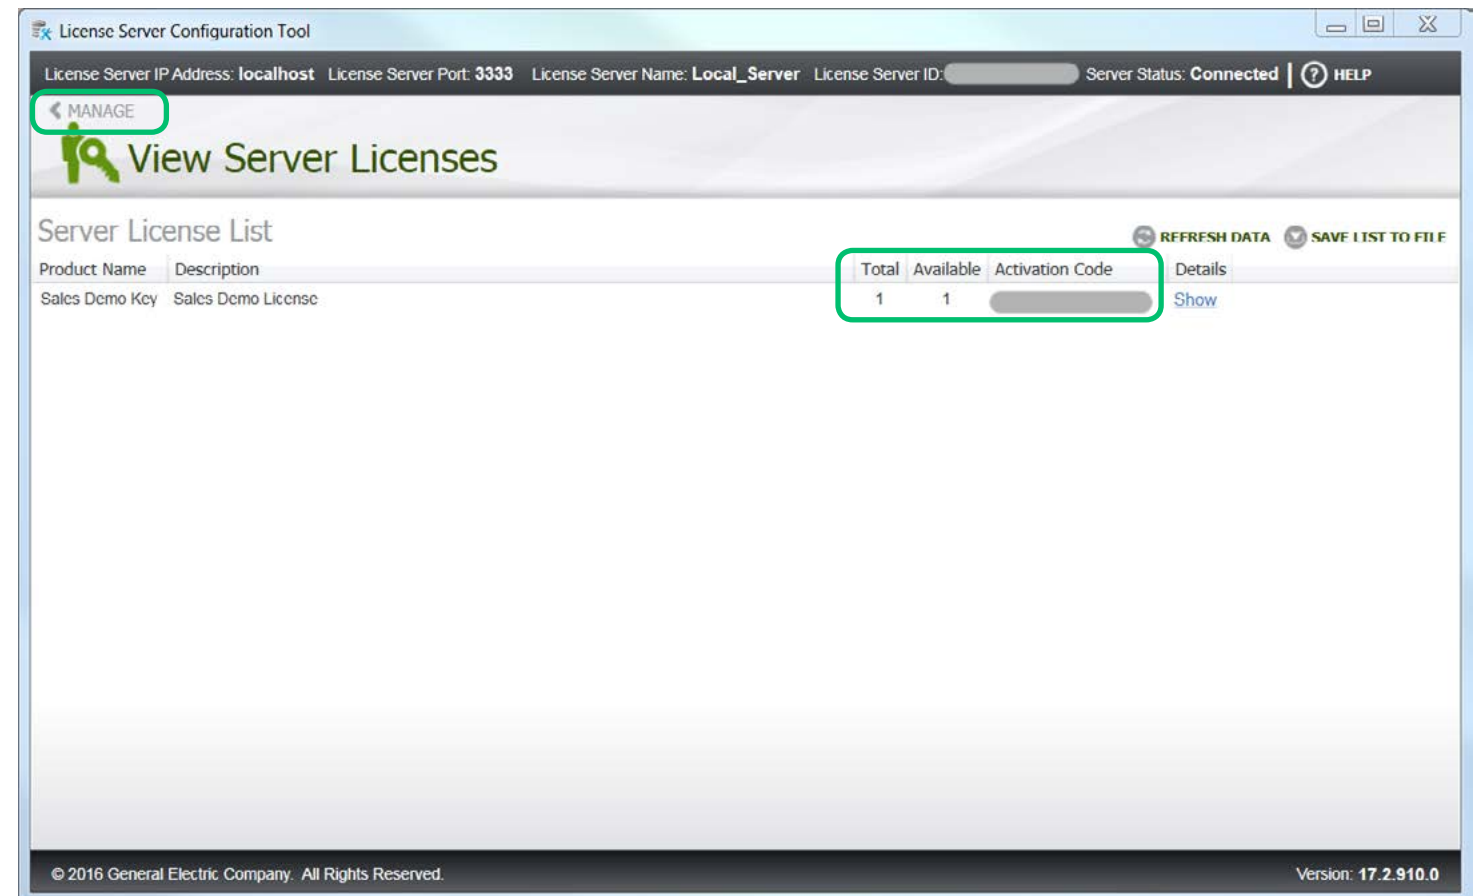 License Server Configuration Tool
License Server IP Address: localhost License Server Port: 3333 License Server Name: Local_Server License Server ID: Server Status: Connected | ? HELP
MANAGE
View Server Licenses
Server License List
REFRESH DATA SAVE LIST TO FILE
Product Name Description Total Available Activation Code Details
Sales Demo Key Sales Demo License 1 1 Show
© 2016 General Electric Company. All Rights Reserved. Version: 17.2.910.0